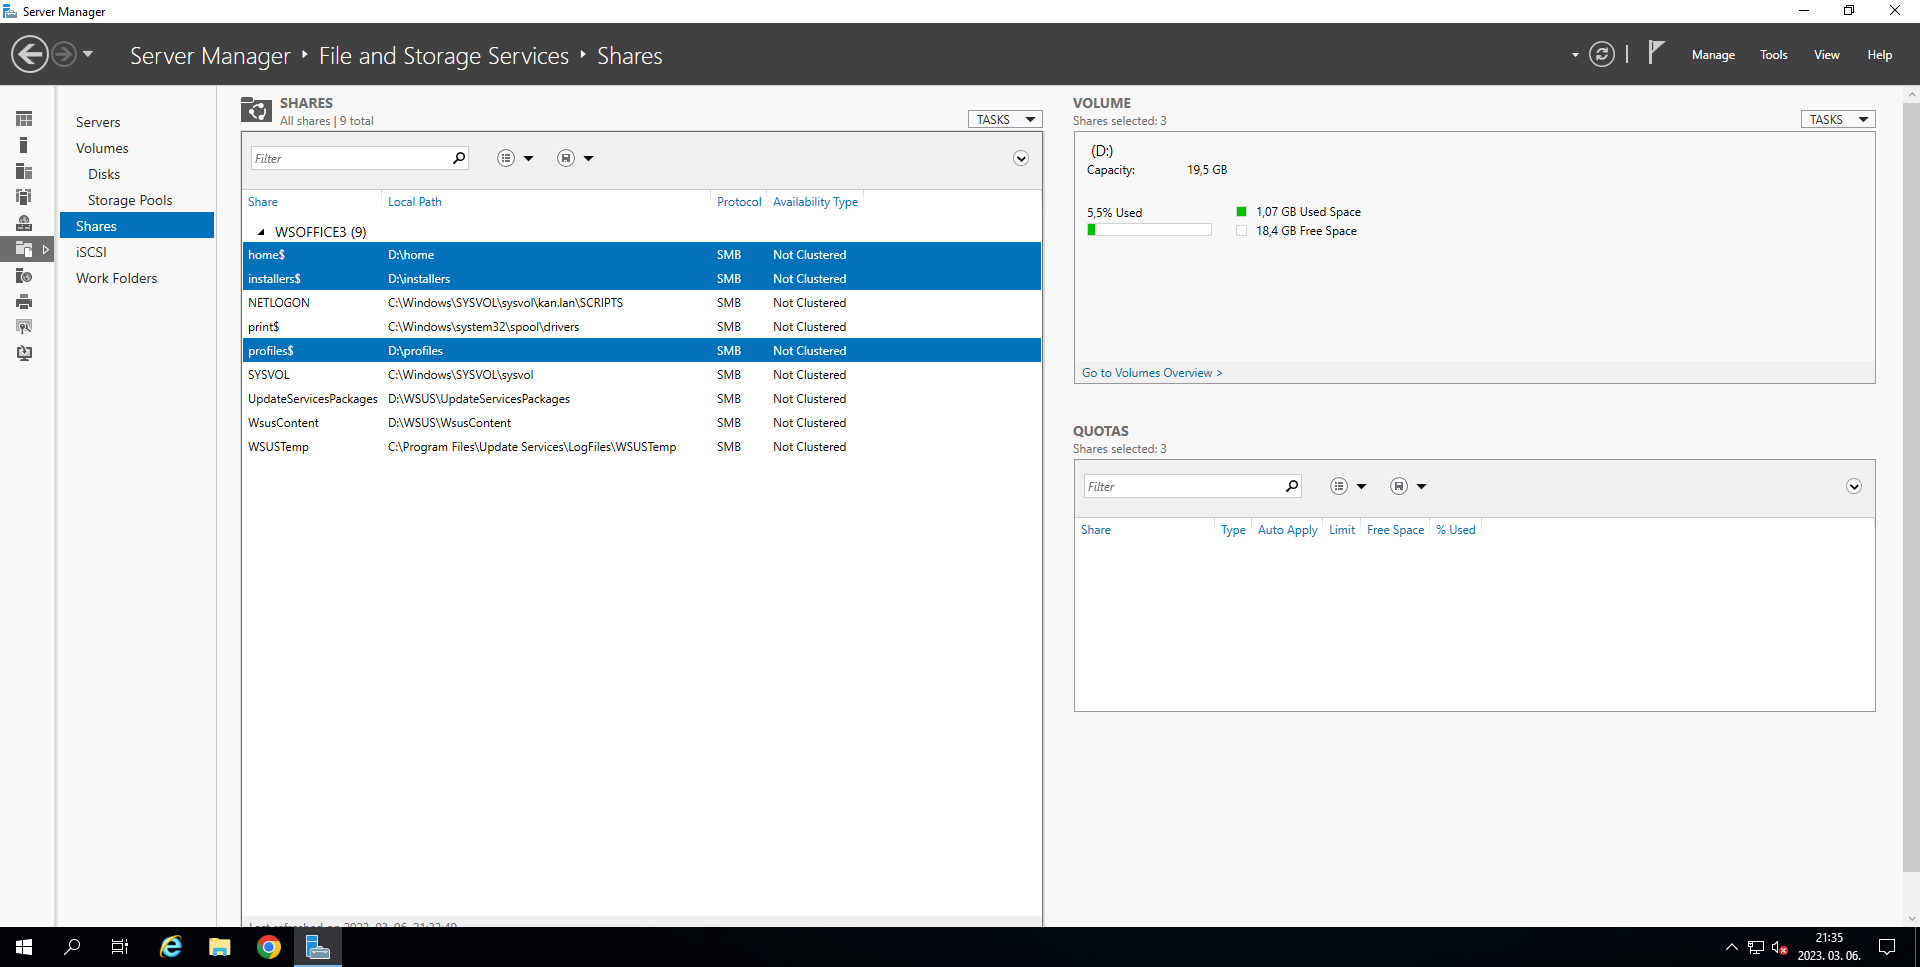 Server Manager
Server Manager ‣ File and Storage Services ‣ Shares
Manage Tools View Help
Servers
Volumes
Disks
Storage Pools
Shares
iSCSI
Work Folders
SHARES
All shares | 9 total
TASKS
Filter
Share Local Path Protocol Availability Type
WSOFFICE3 (9)
home$ D:\home SMB Not Clustered
installers$ D:\installers SMB Not Clustered
NETLOGON C:\Windows\SYSVOL\sysvol\kan.lan\SCRIPTS SMB Not Clustered
print$ C:\Windows\system32\spool\drivers SMB Not Clustered
profiles$ D:\profiles SMB Not Clustered
SYSVOL C:\Windows\SYSVOL\sysvol SMB Not Clustered
UpdateServicesPackages D:\WSUS\UpdateServicesPackages SMB Not Clustered
WsusContent D:\WSUS\WsusContent SMB Not Clustered
WSUSTemp C:\Program Files\Update Services\LogFiles\WSUSTemp SMB Not Clustered
VOLUME
Shares selected: 3
TASKS
(D:)
Capacity: 19,5 GB
5,5% Used
1,07 GB Used Space
18,4 GB Free Space
Go to Volumes Overview >
QUOTAS
Shares selected: 3
Filter
Share Type Auto Apply Limit Free Space % Used
21:35
2023. 03. 06.